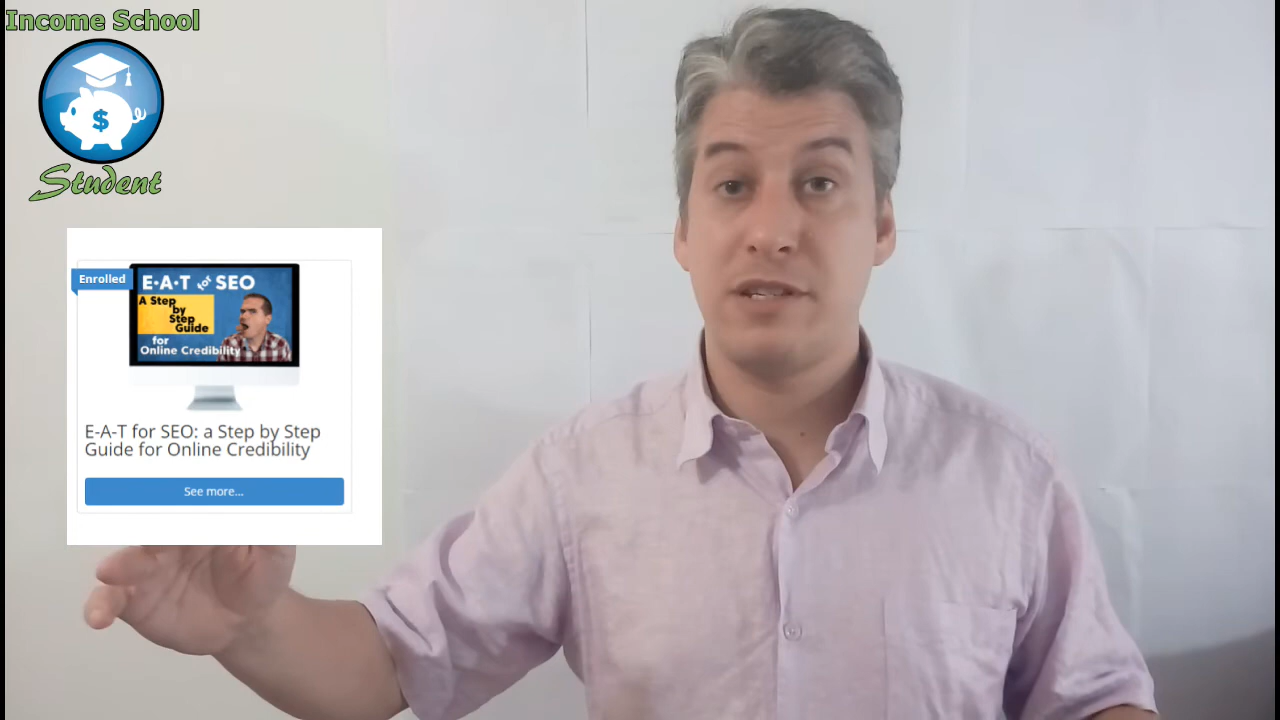 Income School
$
Student
Enrolled
E·A·T for SEO
A Step
by
Step
Guide
for
Online Credibility
E-A-T for SEO: a Step by Step
Guide for Online Credibility
See more...